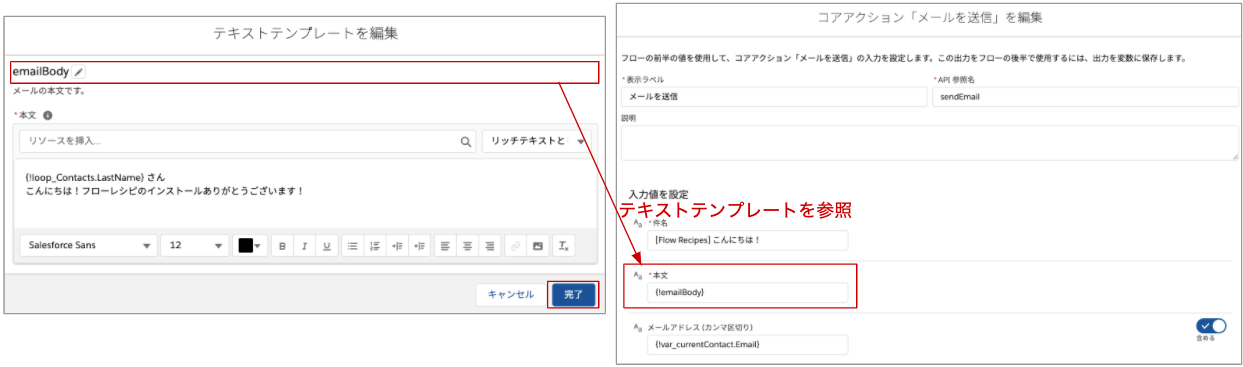 テキストテンプレートを編集
emailBody
メールの本文です。
*本文
リソースを挿入...
リッチテキストと
{!loop_Contacts.LastName} さん
こんにちは！フローレシピのインストールありがとうございます！
Salesforce Sans
12
B I U
キャンセル
完了
コアアクション「メールを送信」を編集
フローの前半の値を使用して、コアアクション「メールを送信」の入力を設定します。この出力をフローの後半で使用するには、出力を変数に保存します。
*表示ラベル
*API 参照名
メールを送信
sendEmail
説明
入力値を設定
テキストテンプレートを参照
Aa *件名
[Flow Recipes] こんにちは！
Aa *本文
{!emailBody}
Aa メールアドレス (カンマ区切り)
{!var_currentContact.Email}
含める